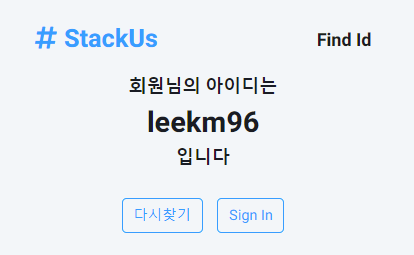 # StackUs
Find Id
회원님의 아이디는
leekm96
입니다
다시찾기
Sign In